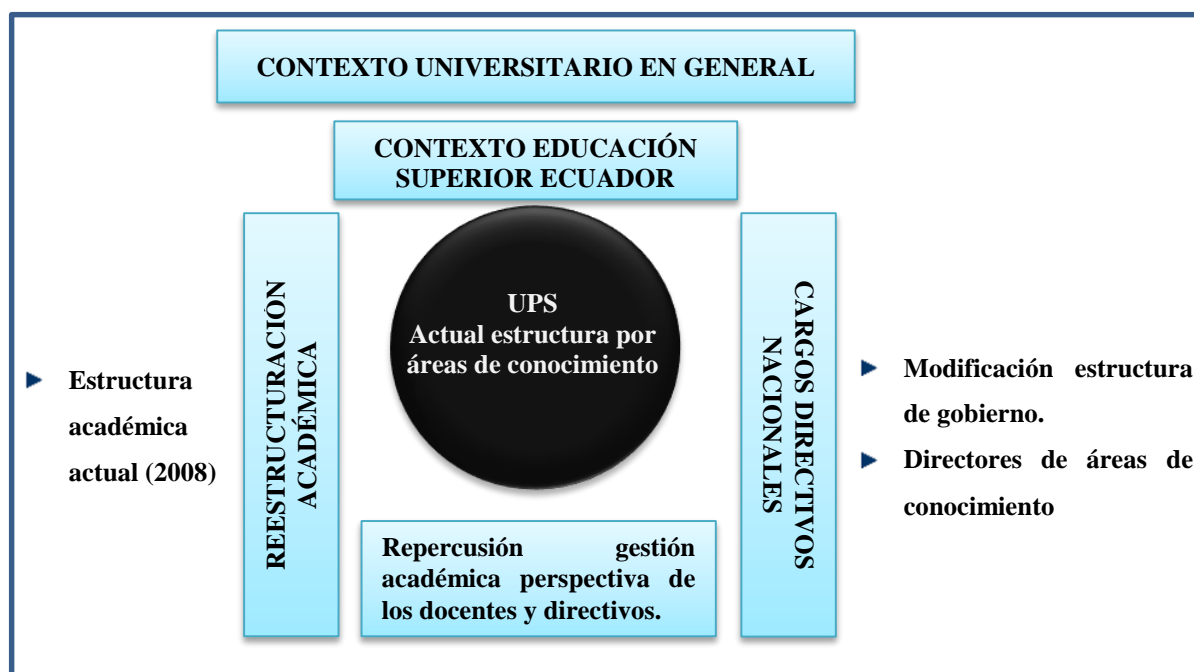 CONTEXTO UNIVERSITARIO EN GENERAL
CONTEXTO EDUCACIÓN
SUPERIOR ECUADOR
REESTRUCTURACIÓN
ACADÉMICA
UPS
Actual estructura por
áreas de conocimiento
CARGOS DIRECTIVOS
NACIONALES
Estructura
académica
actual (2008)
Modificación estructura
de gobierno.
Directores de áreas de
conocimiento
Repercusión gestión
académica perspectiva de
los docentes y directivos.